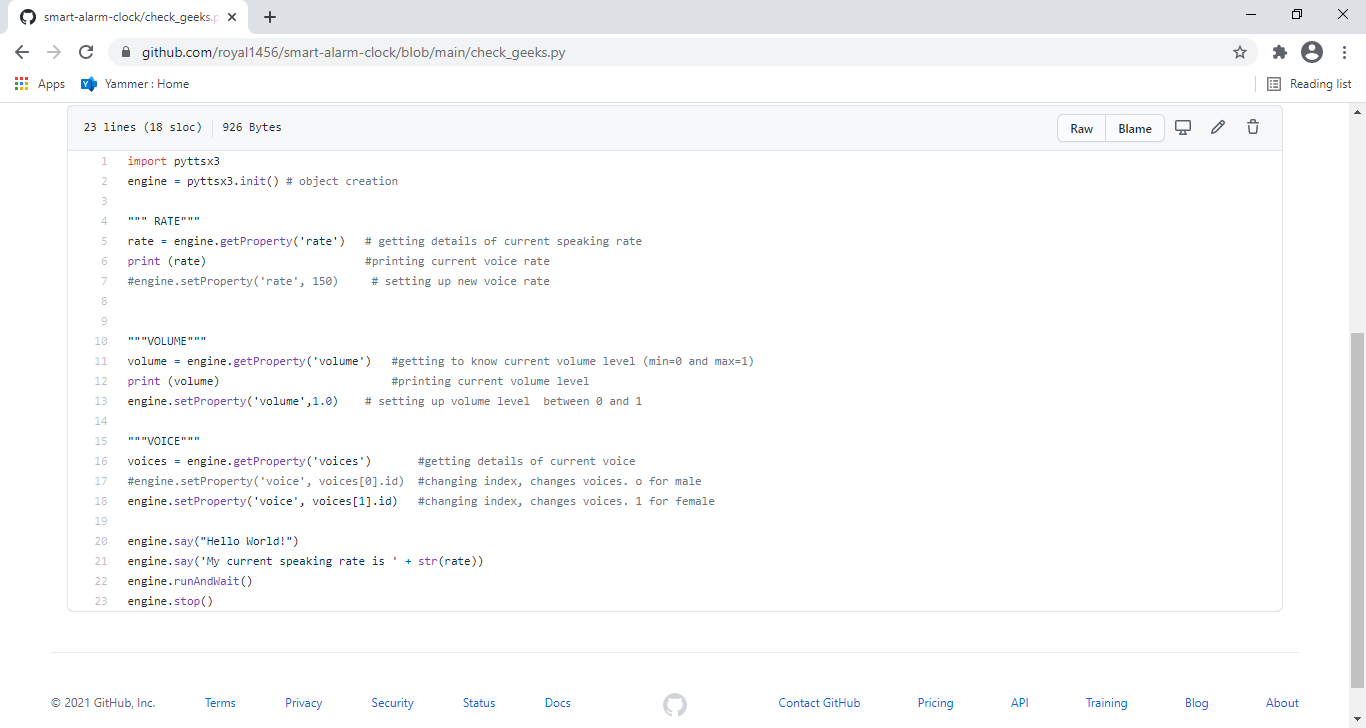 smart-alarm-clock/check_geeks.p
github.com/royal1456/smart-alarm-clock/blob/main/check_geeks.py
Apps Yammer : Home Reading list
23 lines (18 sloc) 926 Bytes Raw Blame
1 import pyttsx3
2 engine = pyttsx3.init() # object creation
3
4 """ RATE"""
5 rate = engine.getProperty('rate') # getting details of current speaking rate
6 print (rate) #printing current voice rate
7 #engine.setProperty('rate', 150) # setting up new voice rate
8
9
10 """VOLUME"""
11 volume = engine.getProperty('volume') #getting to know current volume level (min=0 and max=1)
12 print (volume) #printing current volume level
13 engine.setProperty('volume',1.0) # setting up volume level between 0 and 1
14
15 """VOICE"""
16 voices = engine.getProperty('voices') #getting details of current voice
17 #engine.setProperty('voice', voices[0].id) #changing index, changes voices. o for male
18 engine.setProperty('voice', voices[1].id) #changing index, changes voices. 1 for female
19
20 engine.say("Hello World!")
21 engine.say('My current speaking rate is ' + str(rate))
22 engine.runAndWait()
23 engine.stop()
© 2021 GitHub, Inc. Terms Privacy Security Status Docs Contact GitHub Pricing API Training Blog About